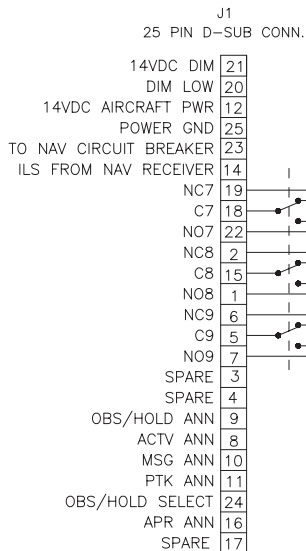 J1
25 PIN D-SUB CONN.
14VDC DIM 21
DIM LOW 20
14VDC AIRCRAFT PWR 12
POWER GND 25
TO NAV CIRCUIT BREAKER 23
ILS FROM NAV RECEIVER 14
NC7 19
C7 18
NO7 22
NC8 2
C8 15
NO8 1
NC9 6
C9 5
NO9 7
SPARE 3
SPARE 4
OBS/HOLD ANN 9
ACTV ANN 8
MSG ANN 10
PTK ANN 11
OBS/HOLD SELECT 24
APR ANN 16
SPARE 17